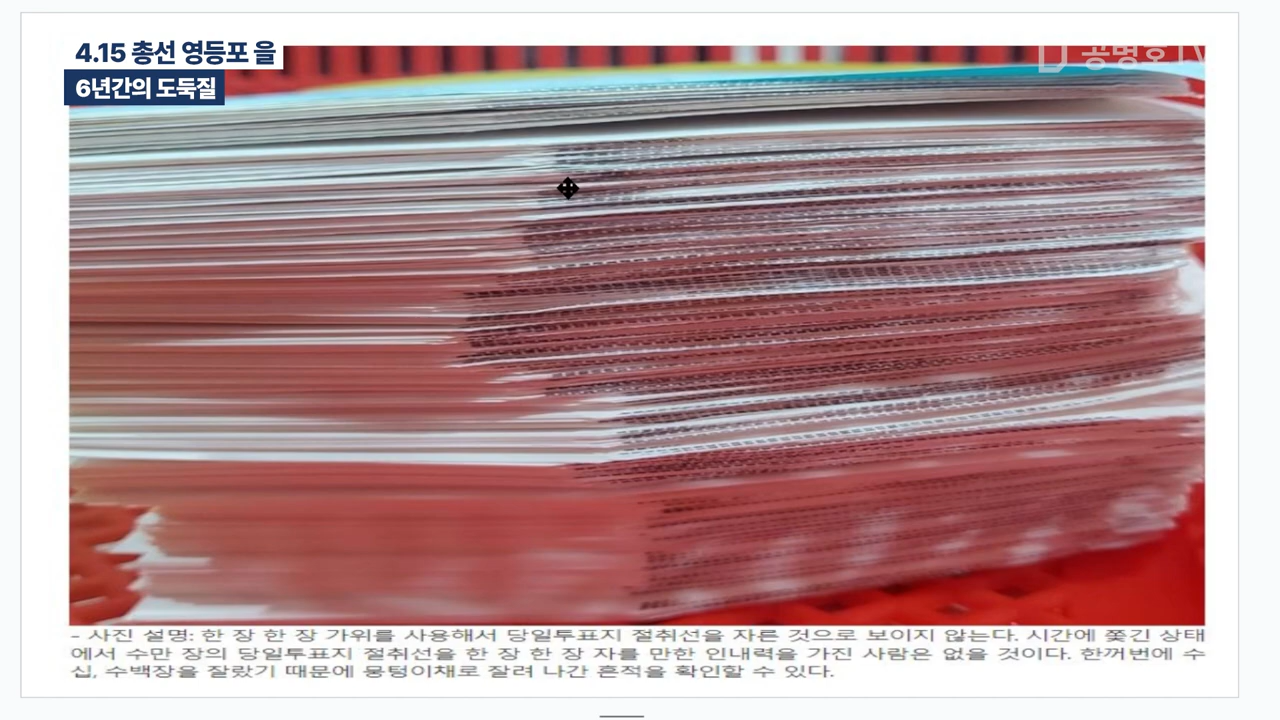 4.15 총선 영등포 을
6년간의 도둑질
공병호TV
- 사진 설명: 한 장 한 장 가위를 사용해서 당일투표지 절취선을 자른 것으로 보이지 않는다. 시간에 쫓긴 상태
에서 수만 장의 당일투표지 절취선을 한 장 한 장 자를 만한 인내력을 가진 사람은 없을 것이다. 한꺼번에 수
십, 수백장을 잘랐기 때문에 뭉텅이채로 잘려 나간 흔적을 확인할 수 있다.